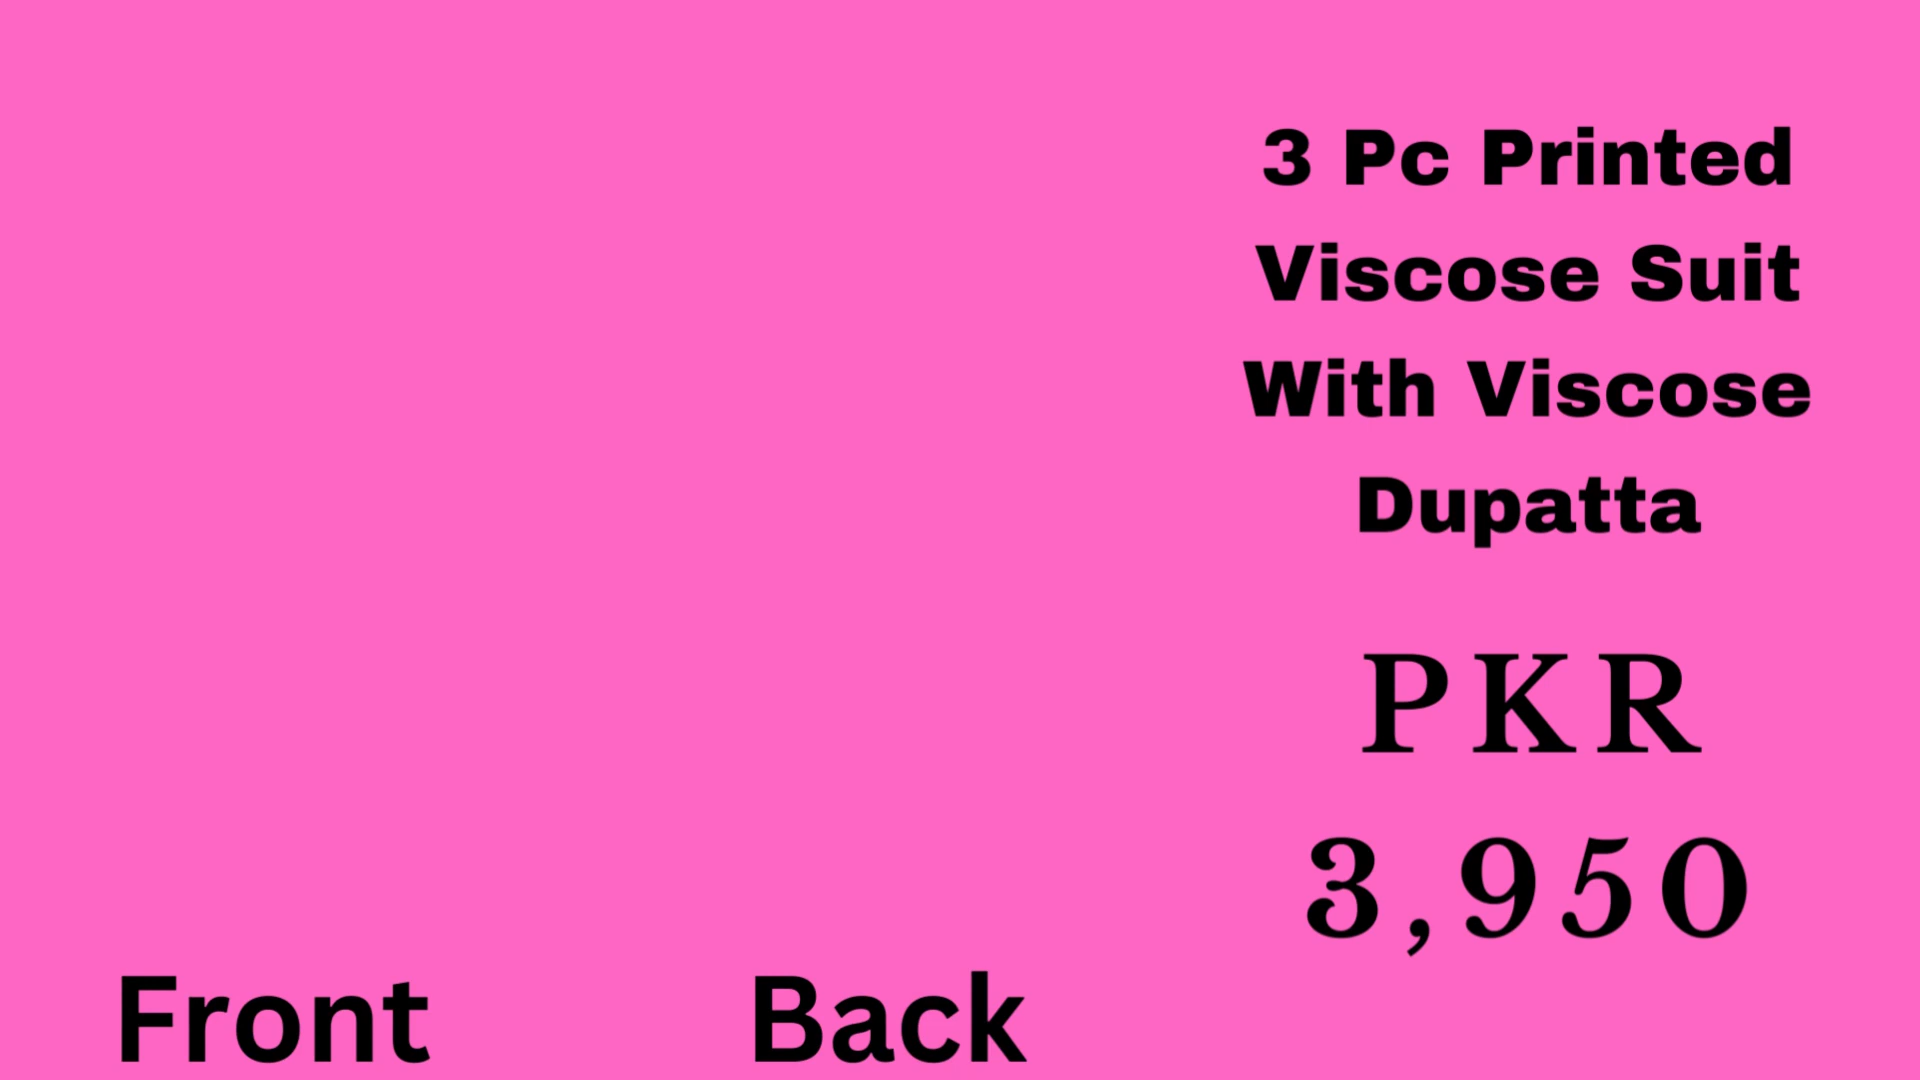 3 Pc Printed
Viscose Suit
With Viscose
Dupatta
PKR
3,950
Front
Back